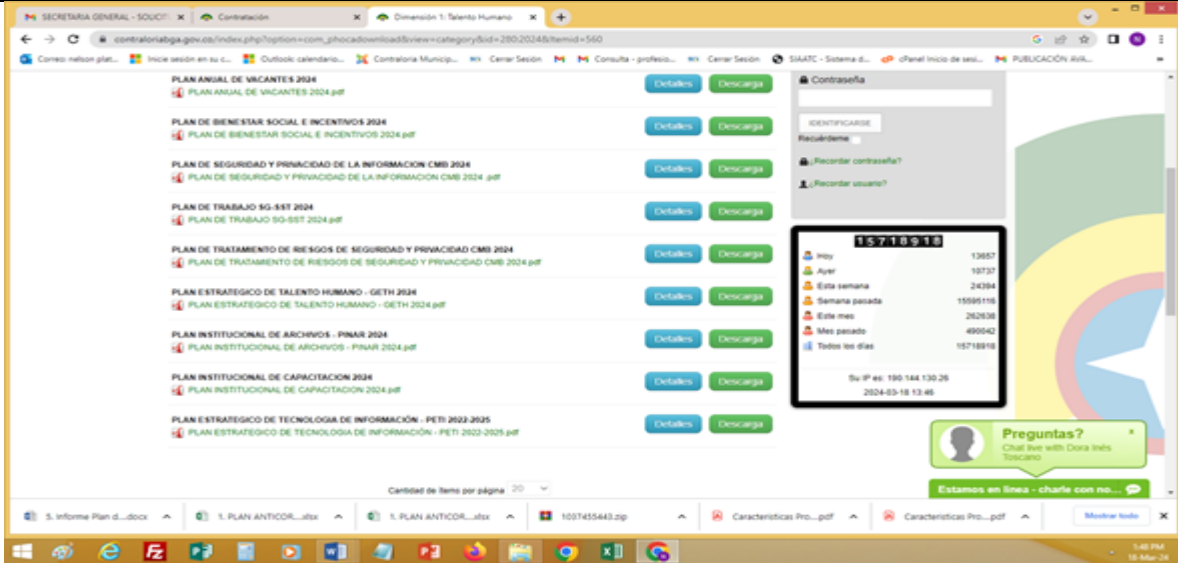 SECRETARIA GENERAL - SOLICIT
Contratación
Dimensión 1: Talento Humano
contraloriabga.gov.co/index.php?option=com_phocadownload&view=category&id=280:2024&Itemid=560
Correo: nelson plat...
Inicie sesión en su c...
Outlook: calendario...
Contraloria Municip...
Cerrar Sesión
Consulta - profesio...
Cerrar Sesión
SIAATC - Sistema d...
cPanel Inicio de sesi...
PUBLICACIÓN AVA...
PLAN ANUAL DE VACANTES 2024
PLAN ANUAL DE VACANTES 2024.pdf
Detalles Descarga
PLAN DE BIENESTAR SOCIAL E INCENTIVOS 2024
PLAN DE BIENESTAR SOCIAL E INCENTIVOS 2024.pdf
Detalles Descarga
PLAN DE SEGURIDAD Y PRIVACIDAD DE LA INFORMACION CMB 2024
PLAN DE SEGURIDAD Y PRIVACIDAD DE LA INFORMACION CMB 2024 .pdf
Detalles Descarga
PLAN DE TRABAJO SG-SST 2024
PLAN DE TRABAJO SG-SST 2024.pdf
Detalles Descarga
PLAN DE TRATAMIENTO DE RIESGOS DE SEGURIDAD Y PRIVACIDAD CMB 2024
PLAN DE TRATAMIENTO DE RIESGOS DE SEGURIDAD Y PRIVACIDAD CMB 2024.pdf
Detalles Descarga
PLAN ESTRATEGICO DE TALENTO HUMANO - GETH 2024
PLAN ESTRATEGICO DE TALENTO HUMANO - GETH 2024.pdf
Detalles Descarga
PLAN INSTITUCIONAL DE ARCHIVOS - PINAR 2024
PLAN INSTITUCIONAL DE ARCHIVOS - PINAR 2024.pdf
Detalles Descarga
PLAN INSTITUCIONAL DE CAPACITACION 2024
PLAN INSTITUCIONAL DE CAPACITACION 2024.pdf
Detalles Descarga
PLAN ESTRATEGICO DE TECNOLOGIA DE INFORMACIÓN - PETI 2022-2025
PLAN ESTRATEGICO DE TECNOLOGIA DE INFORMACIÓN - PETI 2022-2025.pdf
Detalles Descarga
Cantidad de ítems por página 20
Contraseña
IDENTIFICARSE
Recuérdeme
¿Recordar contraseña?
¿Recordar usuario?
15718918
Hoy 13657
Ayer 10737
Esta semana 24394
Semana pasada 15595116
Este mes 262638
Mes pasado 490042
Todos los días 15718918
Su IP es: 190.144.130.26
2024-03-18 13:46
Preguntas? x
Chat live with Dora Inés
Toscano
Estamos en línea - charle con no...
5. Informe Plan d....docx
1. PLAN ANTICOR....xlsx
1. PLAN ANTICOR....xlsx
1007455443.zip
Caracteristicas Pro....pdf
Caracteristicas Pro....pdf
Mostrar todo
1:48 PM
18-Mar-24